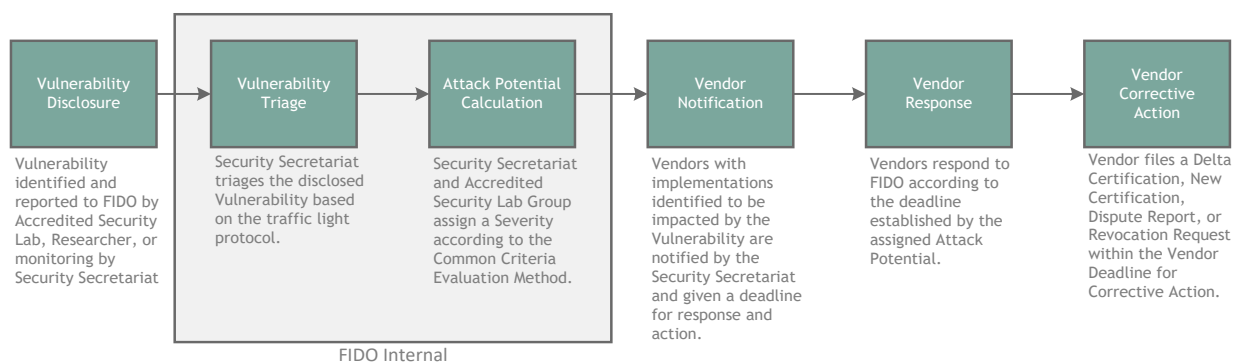 Vulnerability
Disclosure
Vulnerability
Triage
Attack Potential
Calculation
Vendor
Notification
Vendor
Response
Vendor
Corrective
Action
Vulnerability
identified and
reported to FIDO by
Accredited Security
Lab, Researcher, or
monitoring by
Security Secretariat
Security Secretariat
triages the disclosed
Vulnerability based
on the traffic light
protocol.
Security Secretariat
and Accredited
Security Lab Group
assign a Severity
according to the
Common Criteria
Evaluation Method.
Vendors with
implementations
identified to be
impacted by the
Vulnerability are
notified by the
Security Secretariat
and given a deadline
for response and
action.
Vendors respond to
FIDO according to
the deadline
established by the
assigned Attack
Potential.
Vendor files a Delta
Certification, New
Certification,
Dispute Report, or
Revocation Request
within the Vendor
Deadline for
Corrective Action.
FIDO Internal